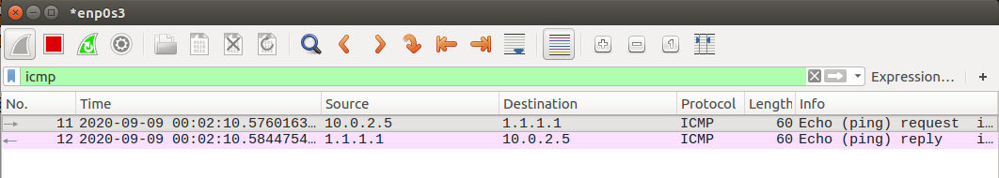 *enp0s3
icmp Expression… +
No. Time Source Destination Protocol Length Info
11 2020-09-09 00:02:10.5760163… 10.0.2.5 1.1.1.1 ICMP 60 Echo (ping) request i…
12 2020-09-09 00:02:10.5844754… 1.1.1.1 10.0.2.5 ICMP 60 Echo (ping) reply i…